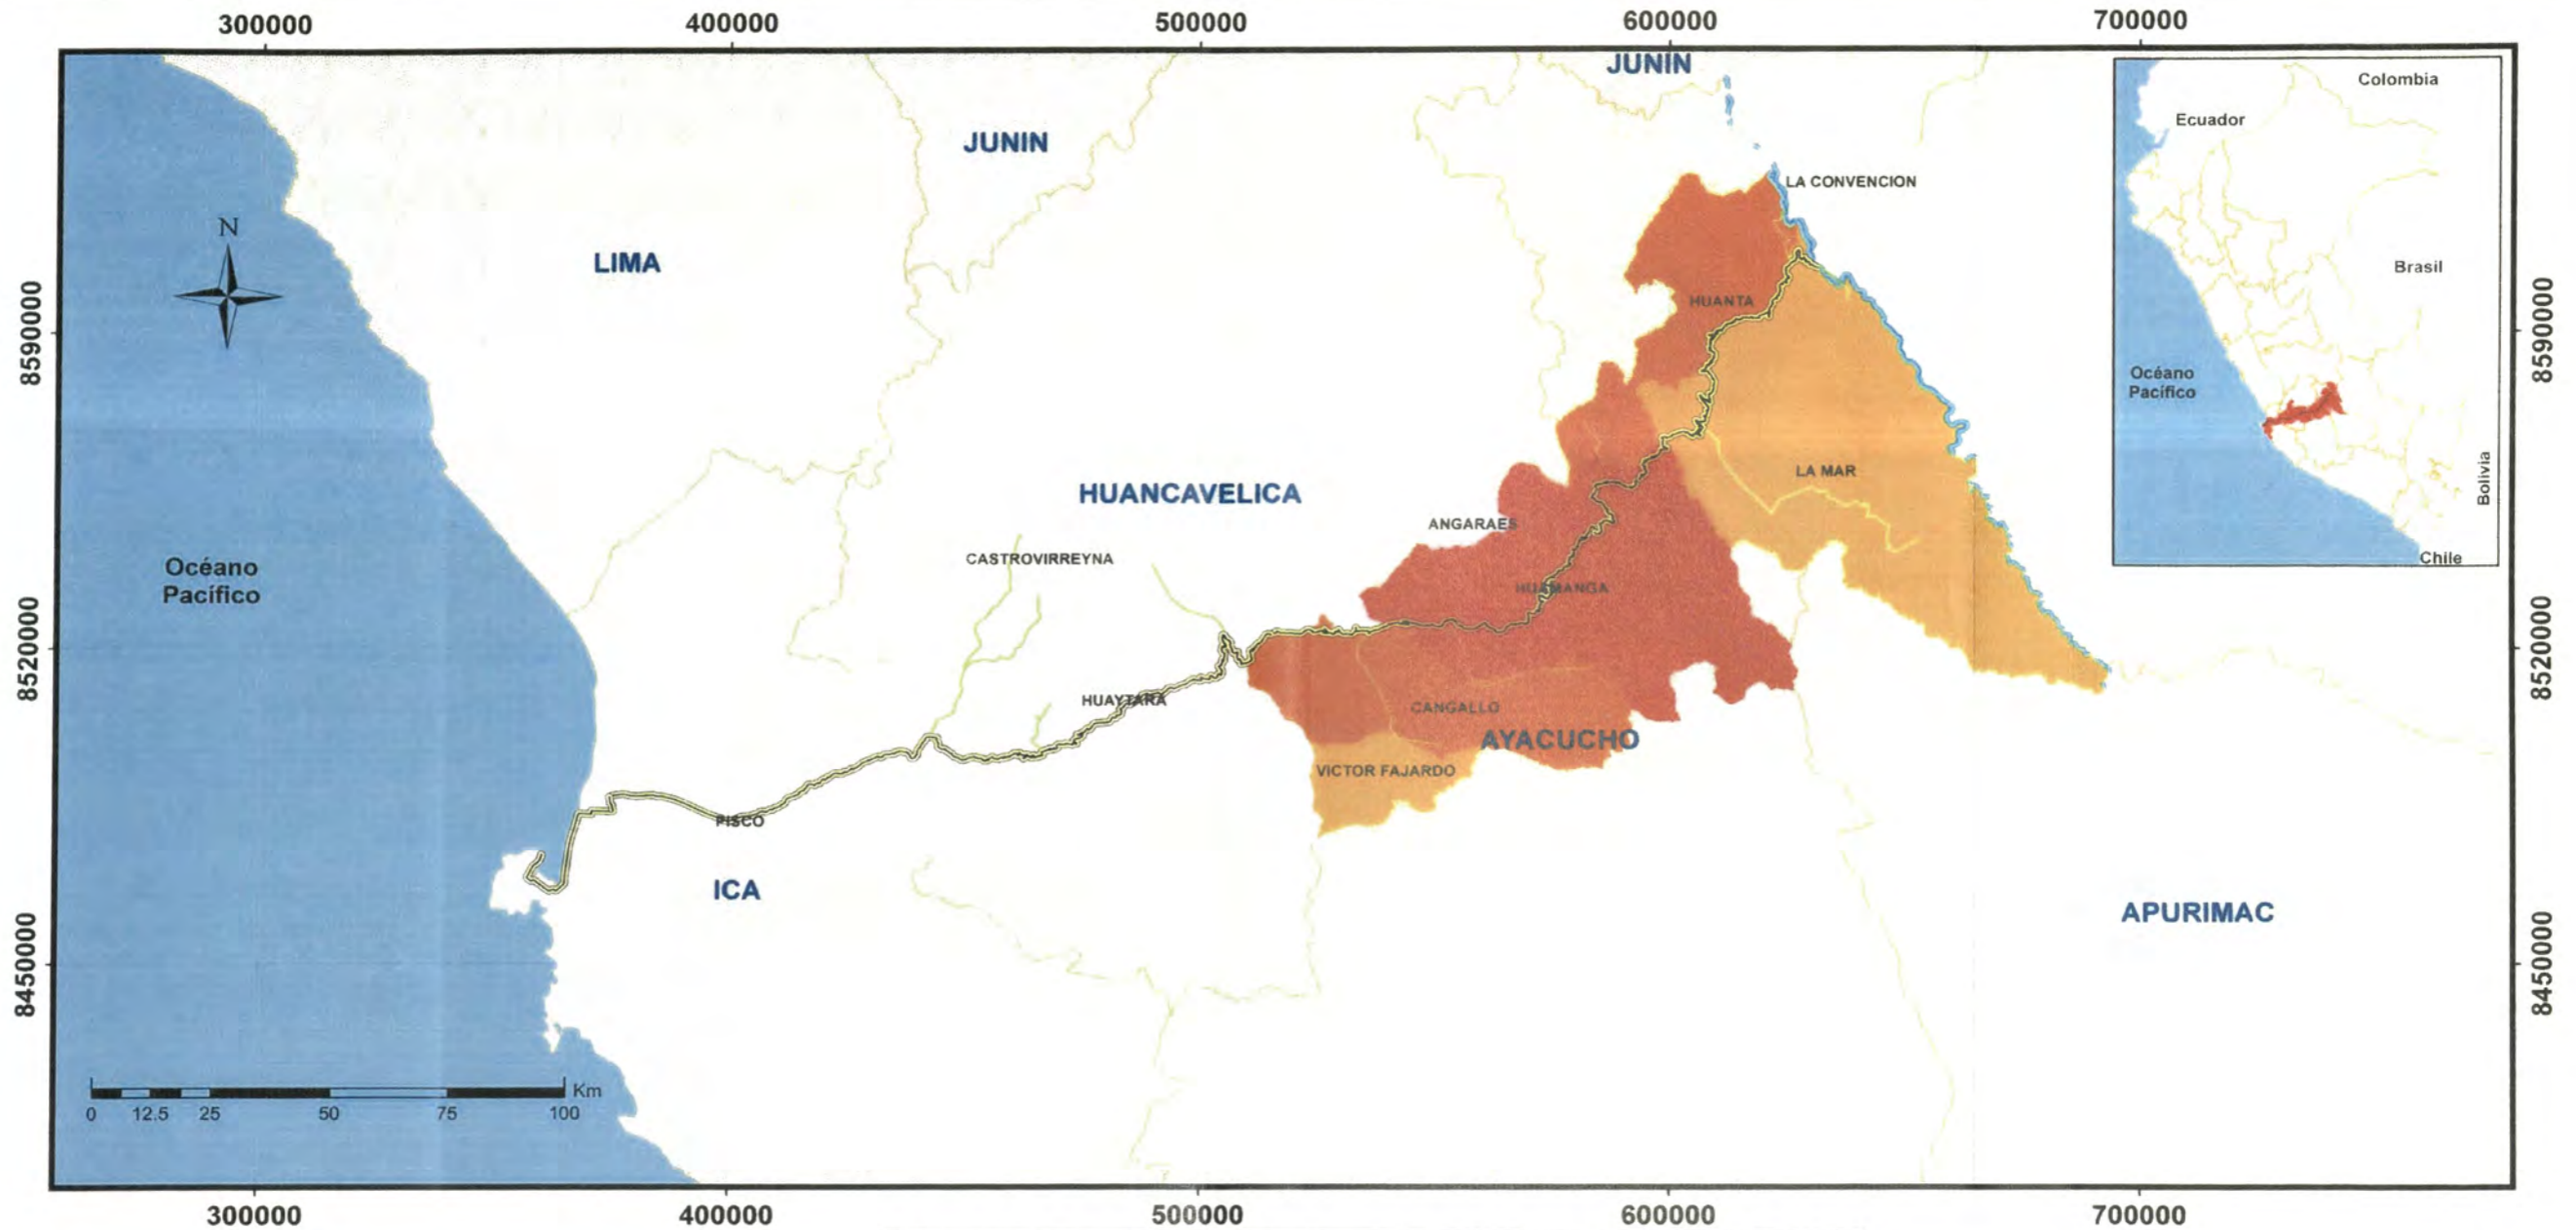 300000 400000 500000 600000 700000
JUNIN
Colombia
Ecuador
JUNIN
LA CONVENCION
N
LIMA
Brasil
8590000
HUANTA
8590000
Océano
Pacífico
LA MAR
HUANCAVELICA
Bolivia
ANGARAES
CASTROVIRREYNA
Chile
Océano
Pacífico
HUAMANGA
8520000
8520000
HUAYTARA
CANGALLO
AYACUCHO
VICTOR FAJARDO
PISCO
ICA
APURIMAC
8450000
8450000
Km
0 12.5 25 50 75 100
300000 400000 500000 600000 700000